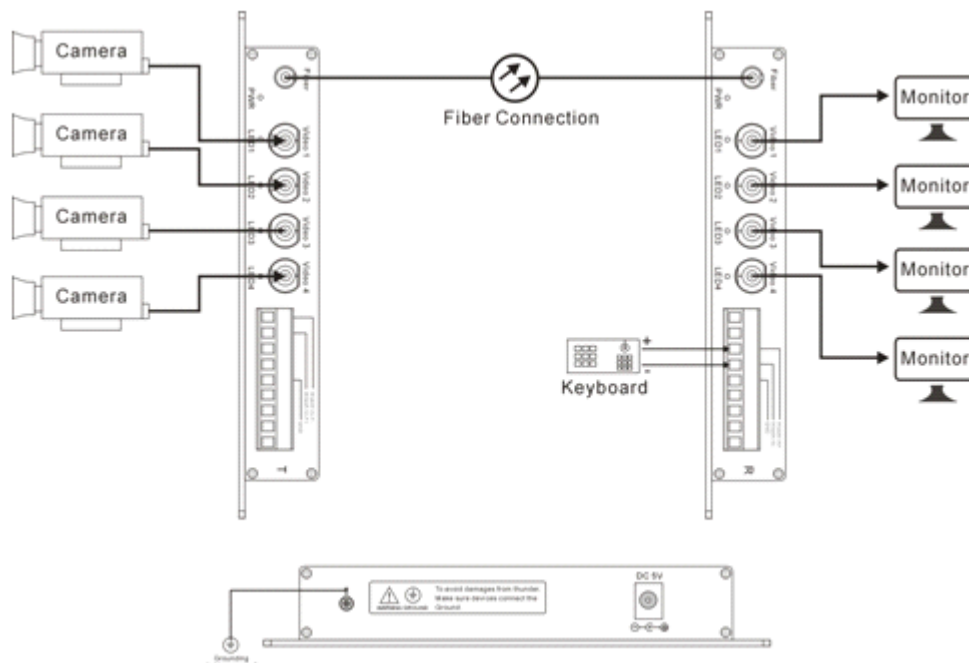 Camera
Camera
Camera
Camera
Fiber
PWR
Video 1
LED1
Video 2
LED2
Video 3
LED3
Video 4
LED4
T
Fiber Connection
Fiber
PWR
Video 1
LED1
Video 2
LED2
Video 3
LED3
Video 4
LED4
R
+
-
Keyboard
Monitor
Monitor
Monitor
Monitor
WARNING GROUND
To avoid damages from thunder.
Make sure devices connect the
Ground
DC 5V
Grounding